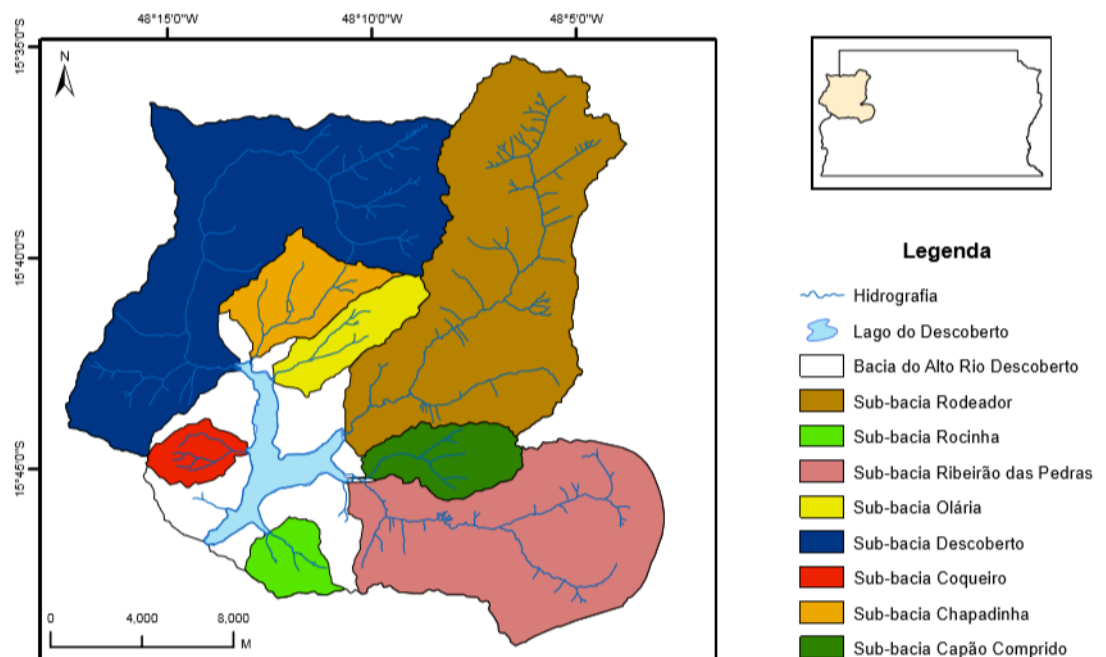 48°15'0"W 48°10'0"W 48°5'0"W
15°35'0"S
N
15°40'0"S
15°45'0"S
0 4,000 8,000
M
Legenda
Hidrografia
Lago do Descoberto
Bacia do Alto Rio Descoberto
Sub-bacia Rodeador
Sub-bacia Rocinha
Sub-bacia Ribeirão das Pedras
Sub-bacia Olária
Sub-bacia Descoberto
Sub-bacia Coqueiro
Sub-bacia Chapadinha
Sub-bacia Capão Comprido